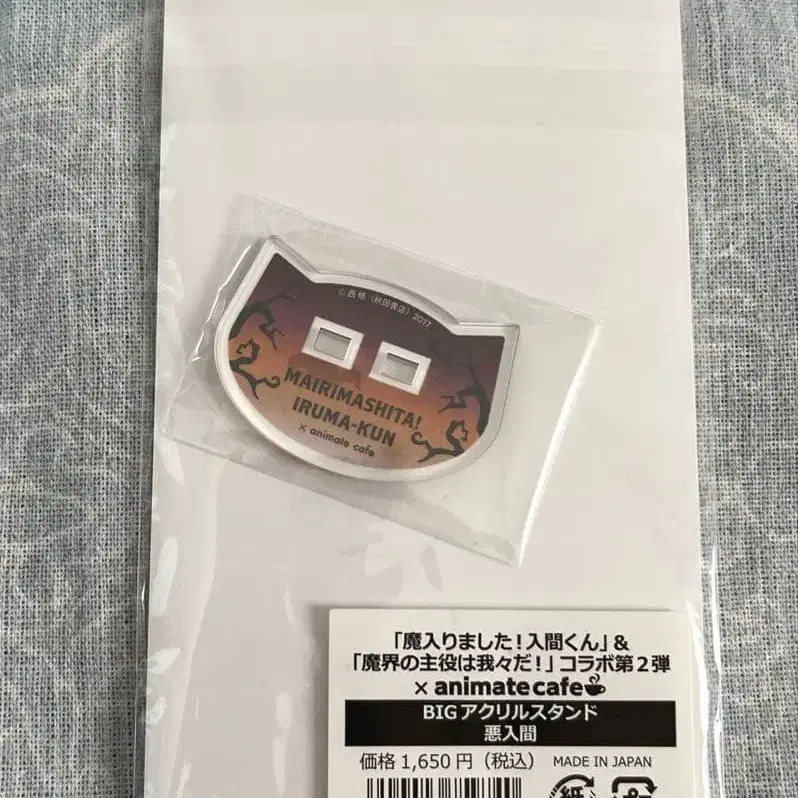 ©西修（秋田書店）2017
MAIRIMASHITA!
IRUMA-KUN
× animate cafe
「魔入りました！入間くん」&
「魔界の主役は我々だ！」コラボ第２弾
× animate cafe
BIGアクリルスタンド
悪入間
価格 1,650 円（税込） MADE IN JAPAN
紙